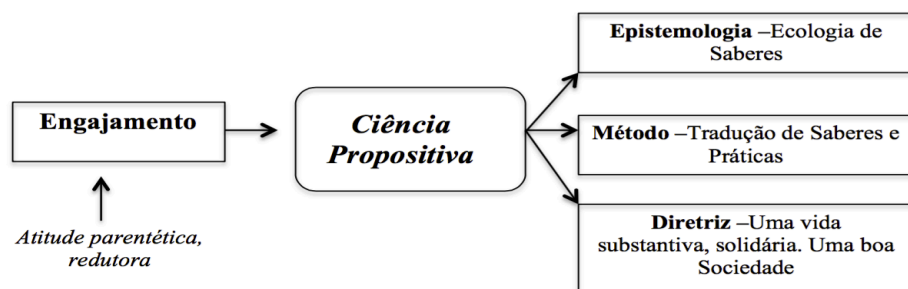 Engajamento
Atitude parentética,
redutora
Ciência
Propositiva
Epistemologia –Ecologia de
Saberes
Método –Tradução de Saberes e
Práticas
Diretriz –Uma vida
substantiva, solidária. Uma boa
Sociedade